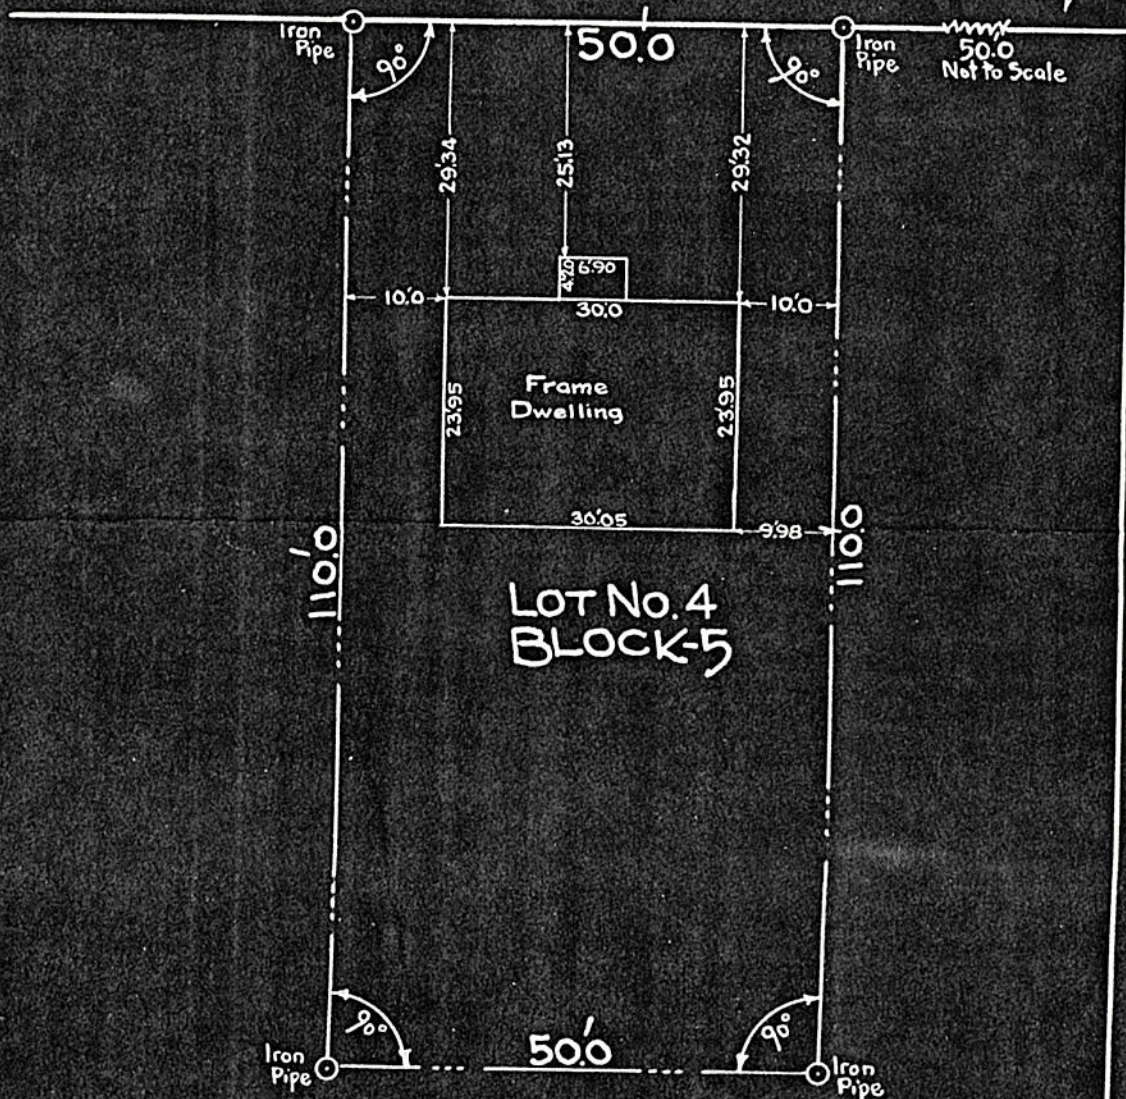 Iron
Pipe
90°
50.'0
90°
Iron
Pipe
50.0
Not to Scale
29.'34
25.'13
29.'32
4.'20
6.'90
10.'0
30.'0
10.'0
Frame
Dwelling
23.'95
23.'95
30.'05
9.'98
110.'0
110.'0
LOT No. 4
BLOCK-5
90°
50.'0
90°
Iron
Pipe
Iron
Pipe